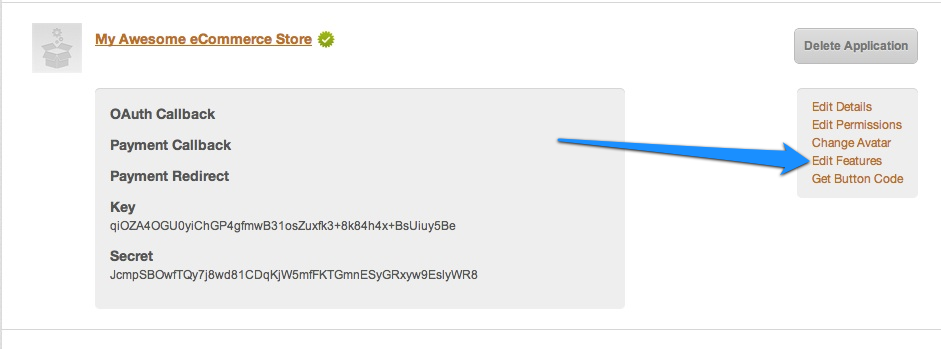 My Awesome eCommerce Store
Delete Application
OAuth Callback
Payment Callback
Payment Redirect
Key
qiOZA4OGU0yiChGP4gfmwB31osZuxfk3+8k84h4x+BsUiuy5Be
Secret
JcmpSBOwfTQy7j8wd81CDqKjW5mfFKTGmnESyGRxyw9EslyWR8
Edit Details
Edit Permissions
Change Avatar
Edit Features
Get Button Code